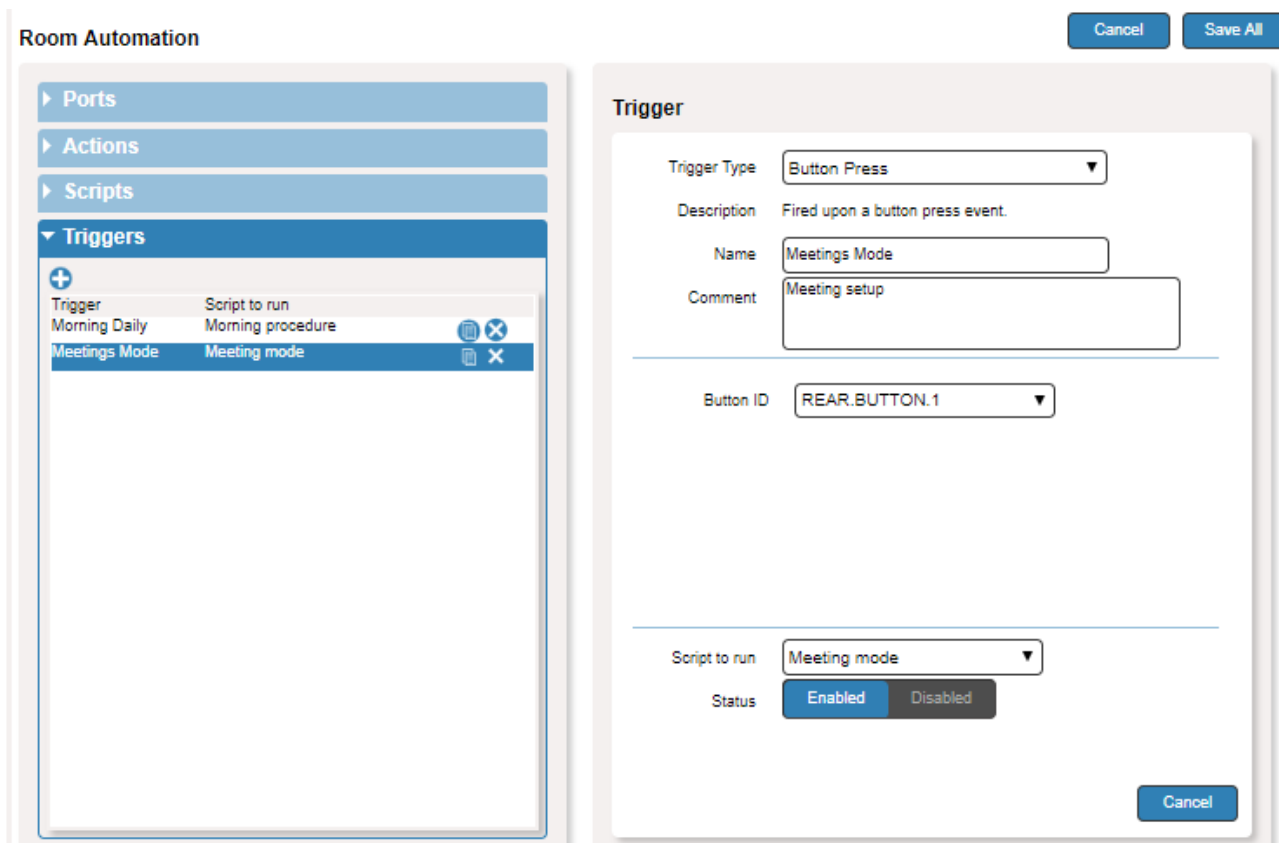 Room Automation
Cancel
Save All
Ports
Actions
Scripts
Triggers
Trigger Script to run
Morning Daily Morning procedure
Meetings Mode Meeting mode
Trigger
Trigger Type Button Press
Description Fired upon a button press event.
Name Meetings Mode
Comment Meeting setup
Button ID REAR.BUTTON.1
Script to run Meeting mode
Status Enabled Disabled
Cancel